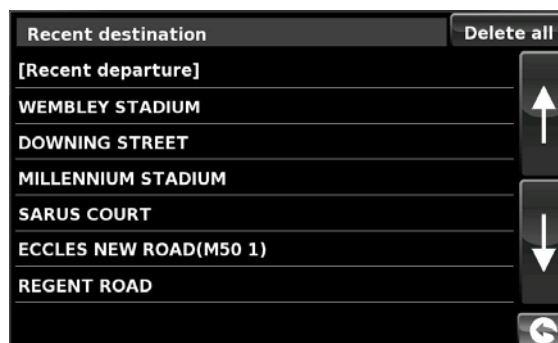 Recent destination
Delete all
[Recent departure]
WEMBLEY STADIUM
DOWNING STREET
MILLENNIUM STADIUM
SARUS COURT
ECCLES NEW ROAD(M50 1)
REGENT ROAD